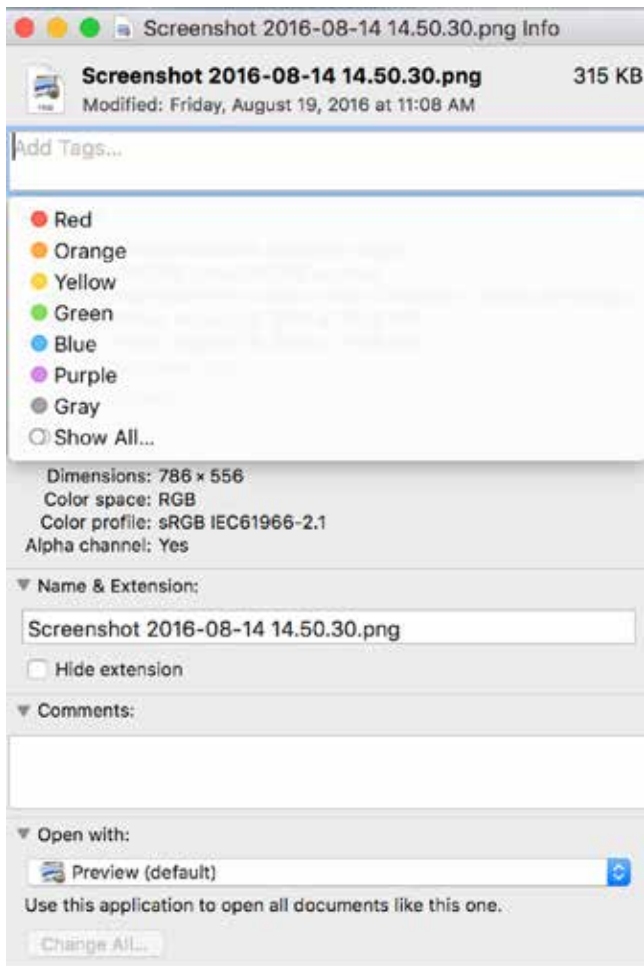 Screenshot 2016-08-14 14.50.30.png Info
Screenshot 2016-08-14 14.50.30.png 315 KB
Modified: Friday, August 19, 2016 at 11:08 AM
Add Tags...
Red
Orange
Yellow
Green
Blue
Purple
Gray
Show All...
Dimensions: 786 × 556
Color space: RGB
Color profile: sRGB IEC61966-2.1
Alpha channel: Yes
Name & Extension:
Screenshot 2016-08-14 14.50.30.png
Hide extension
Comments:
Open with:
Preview (default)
Use this application to open all documents like this one.
Change All...